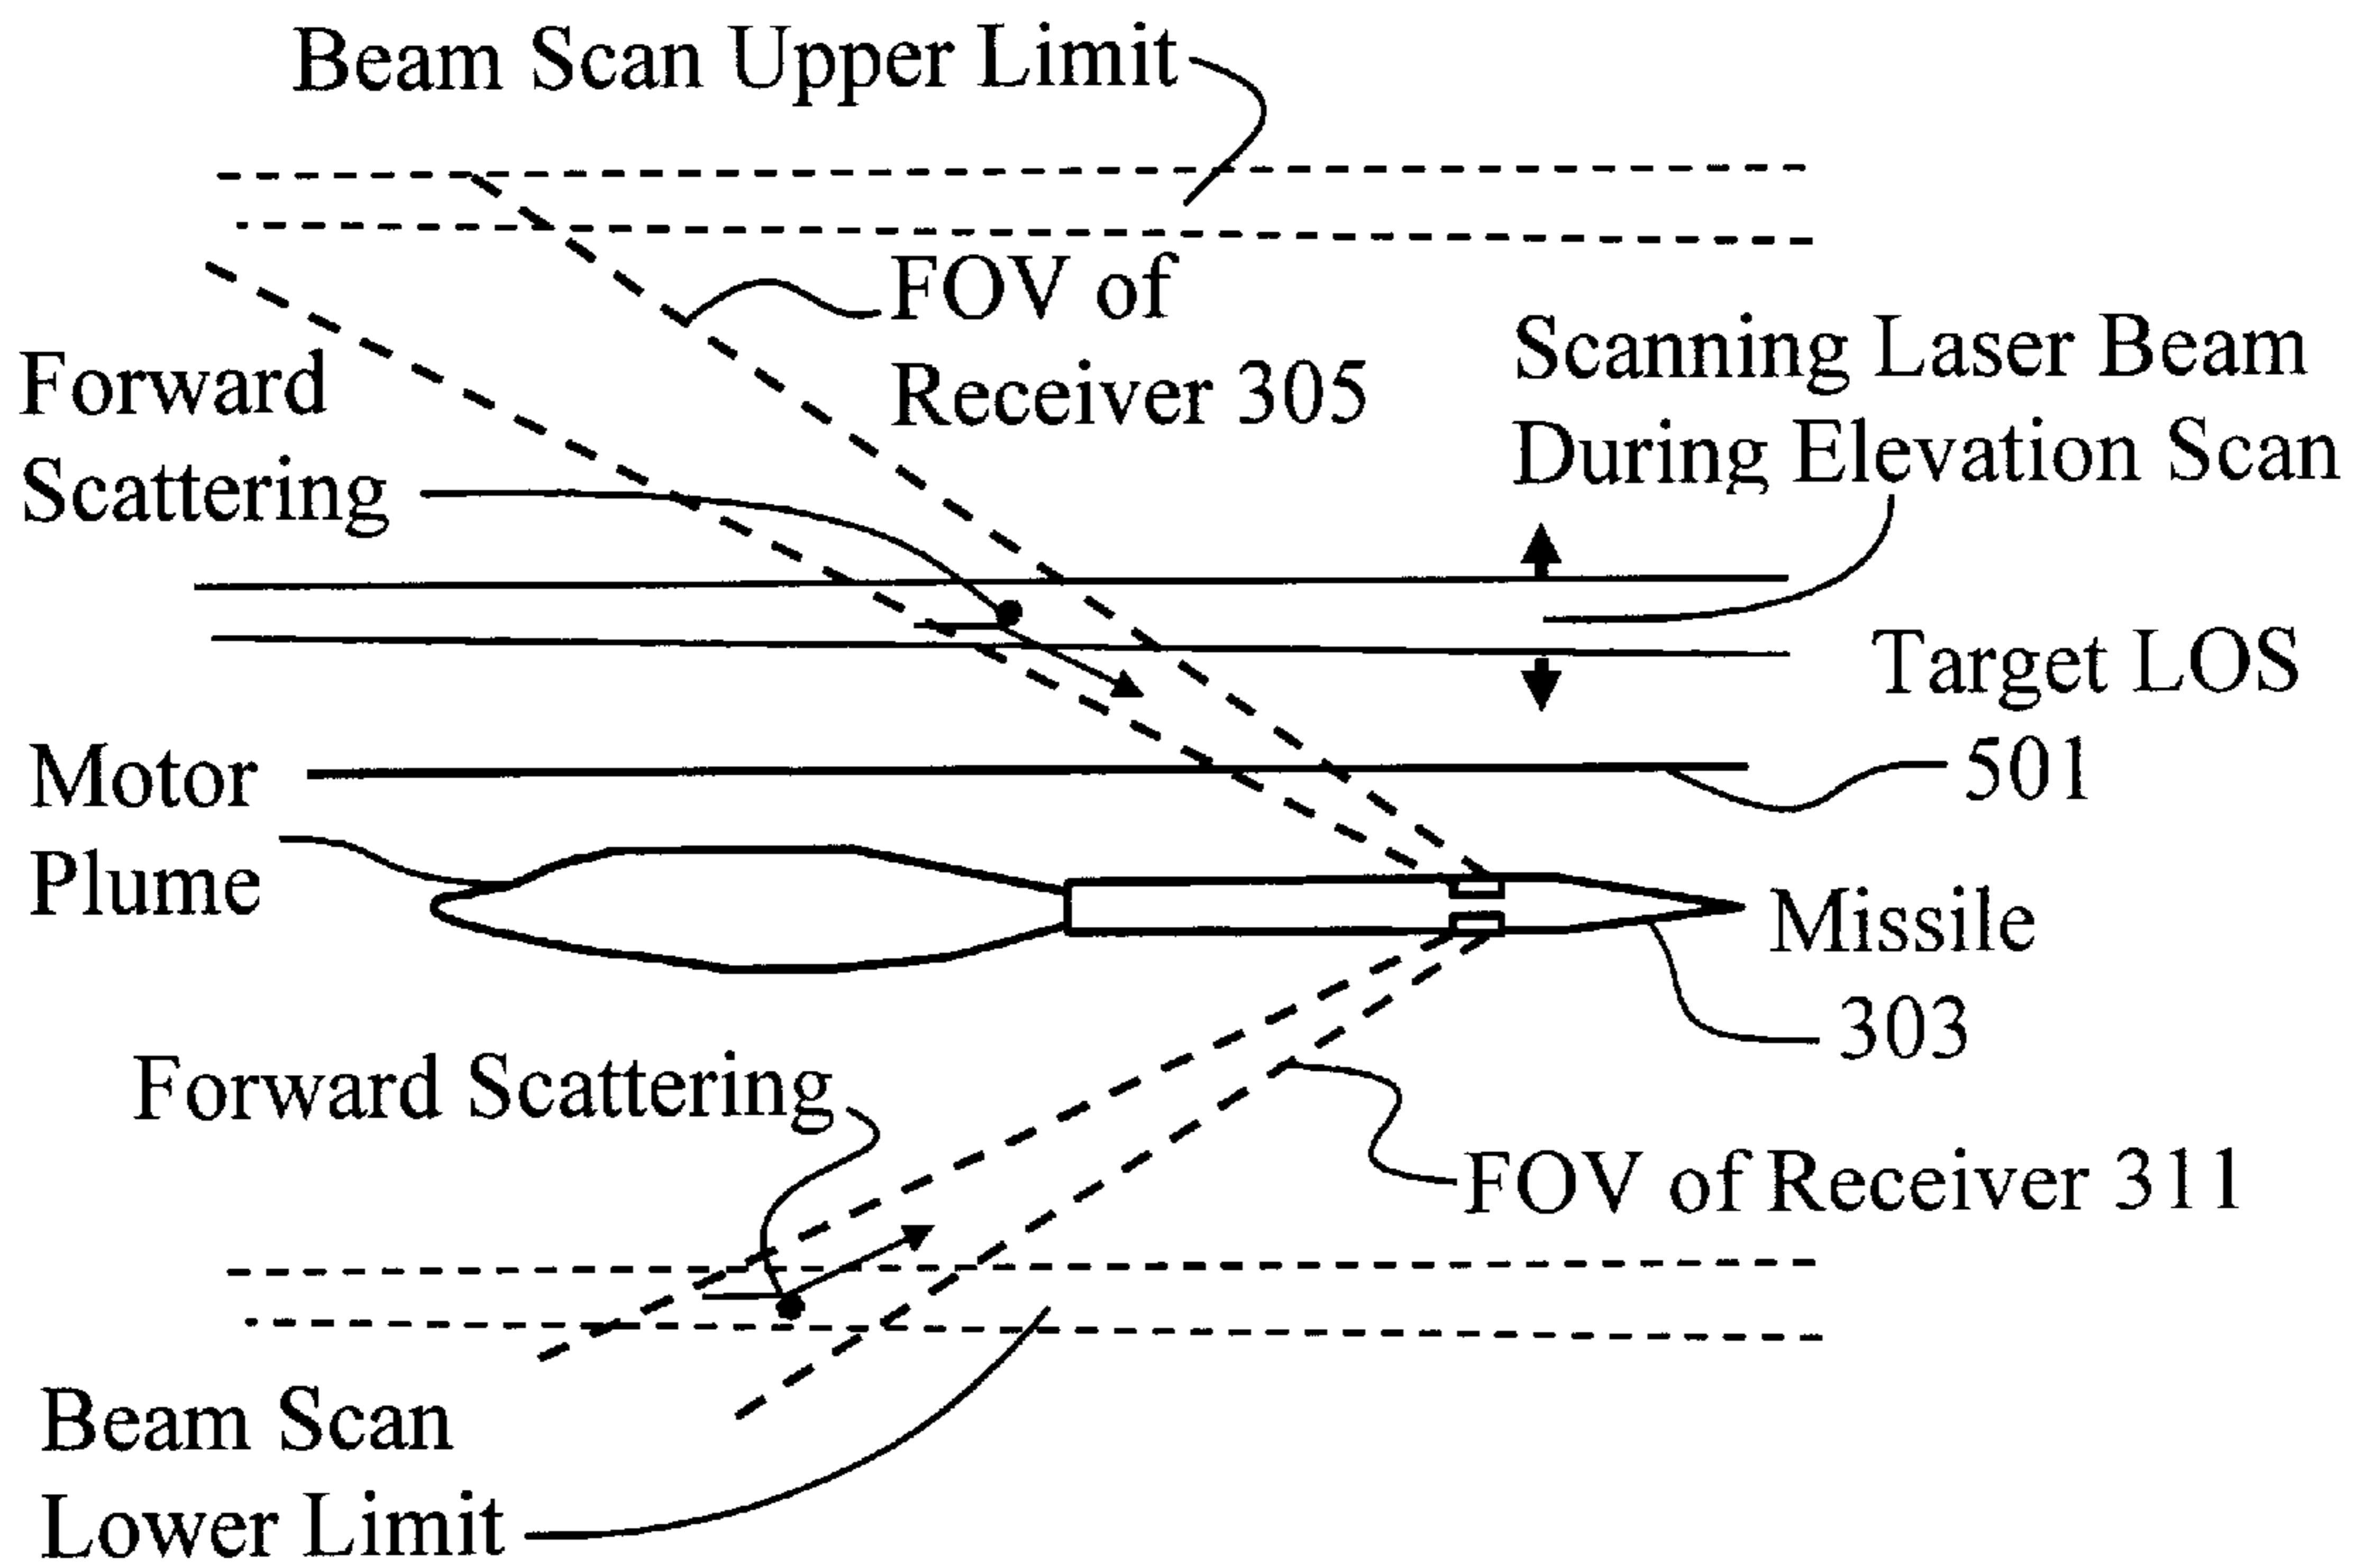 Beam Scan Upper Limit
FOV of
Receiver 305
Scanning Laser Beam
During Elevation Scan
Forward
Scattering
Target LOS
501
Motor
Plume
Missile
303
Forward Scattering
FOV of Receiver 311
Beam Scan
Lower Limit